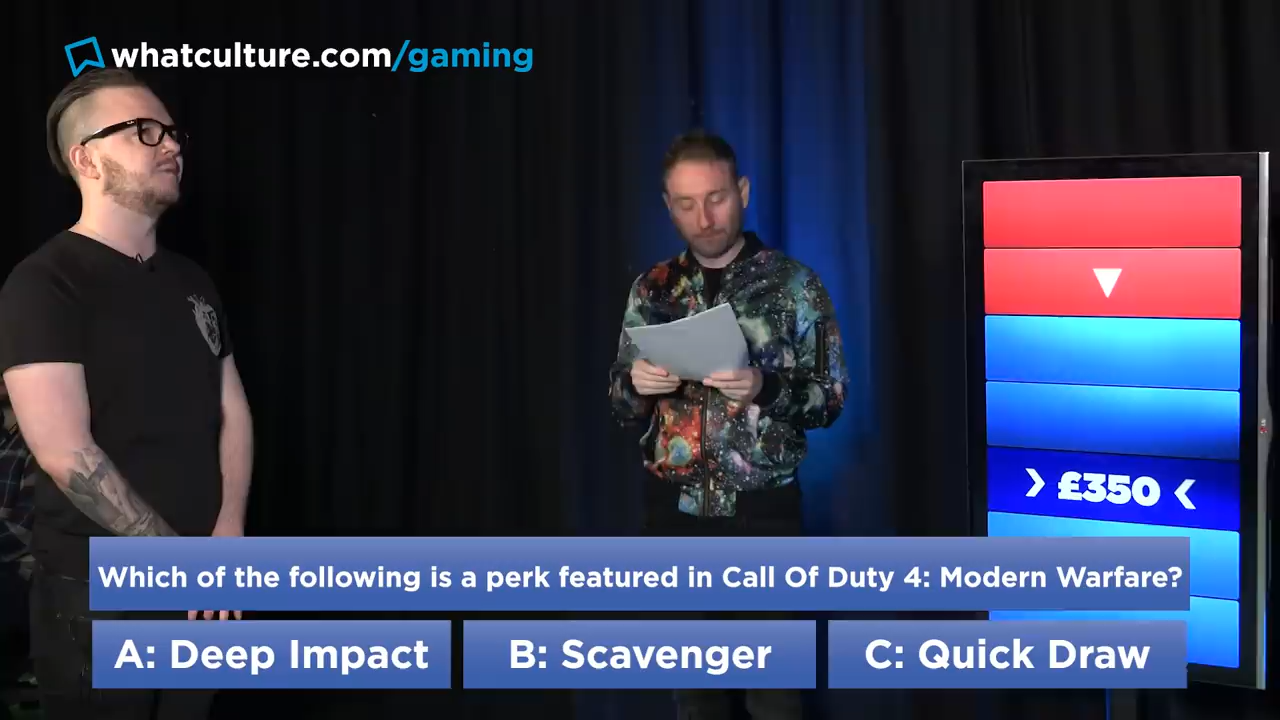 whatculture.com/gaming
› £350 ‹
Which of the following is a perk featured in Call Of Duty 4: Modern Warfare?
A: Deep Impact
B: Scavenger
C: Quick Draw